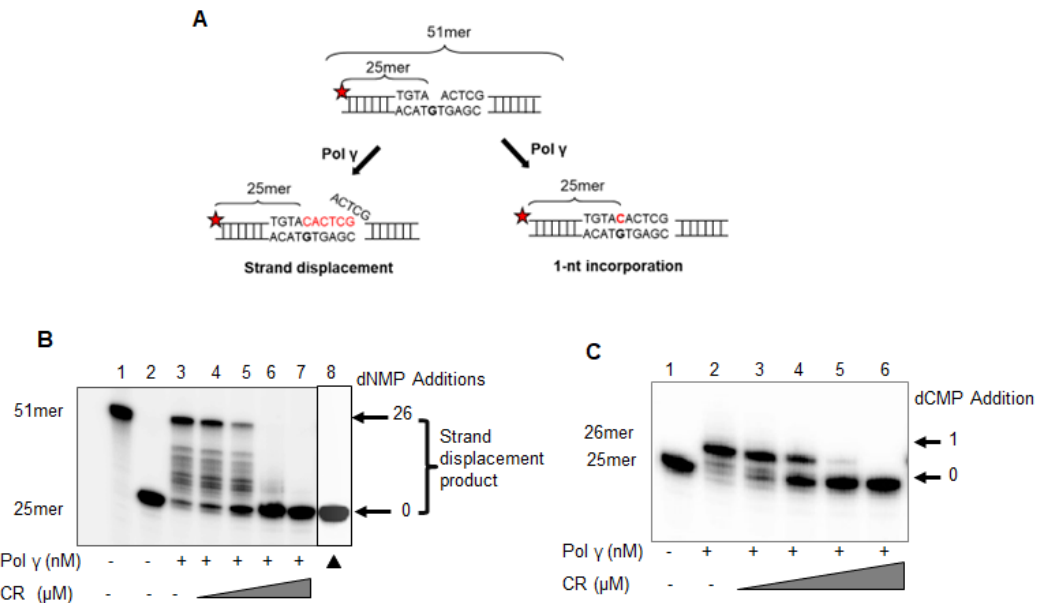 A
51mer
25mer
TGTA ACTCG
ACATGTGAGC
Pol γ Pol γ
25mer ACTCG 25mer
TGTACACTCG TGTACACTCG
ACATGTGAGC ACATGTGAGC
Strand displacement 1-nt incorporation
B
1 2 3 4 5 6 7 8 dNMP Additions
51mer 26
Strand
displacement
product
25mer 0
Pol γ (nM) - - + + + + + ▲
CR (μM) - - -
C
1 2 3 4 5 6
dCMP Addition
26mer 1
25mer 0
Pol γ (nM) - + + + + +
CR (μM) - -